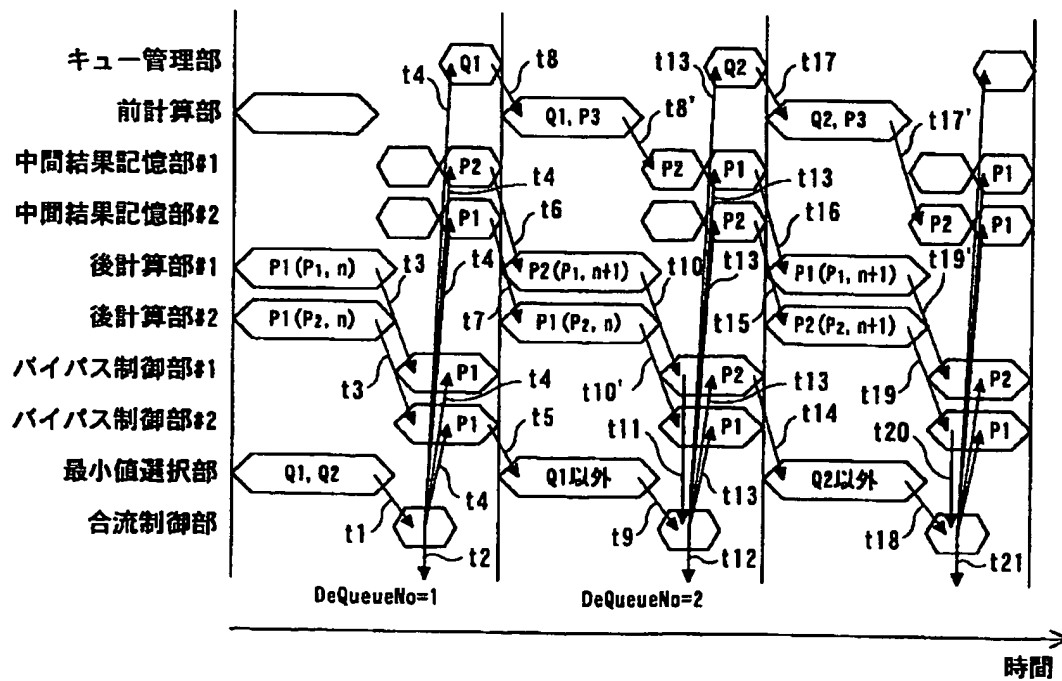 キュー管理部 Q1 t8 t13 Q2 t17
t4
前計算部 Q1, P3 t8' Q2, P3 t17'
中間結果記憶部#1 P2 t4 P2 P1 t13 P1
中間結果記憶部#2 P1 t6 P2 t16 P2 P1
後計算部#1 P1(P1, n) t3 t4 P2(P1, n+1) t10 t13 P1(P1, n+1) t19'
後計算部#2 P1(P2, n) t7 P1(P2, n) t15 P2(P2, n+1)
バイパス制御部#1 t3 P1 t4 t10' P2 t13 t19 P2
バイパス制御部#2 P1 t5 t11 P1 t14 t20 P1
最小値選択部 Q1, Q2 t4 Q1以外 t13 Q2以外
合流制御部 t1 t2 t9 t12 t18 t21
DeQueueNo=1 DeQueueNo=2
時間